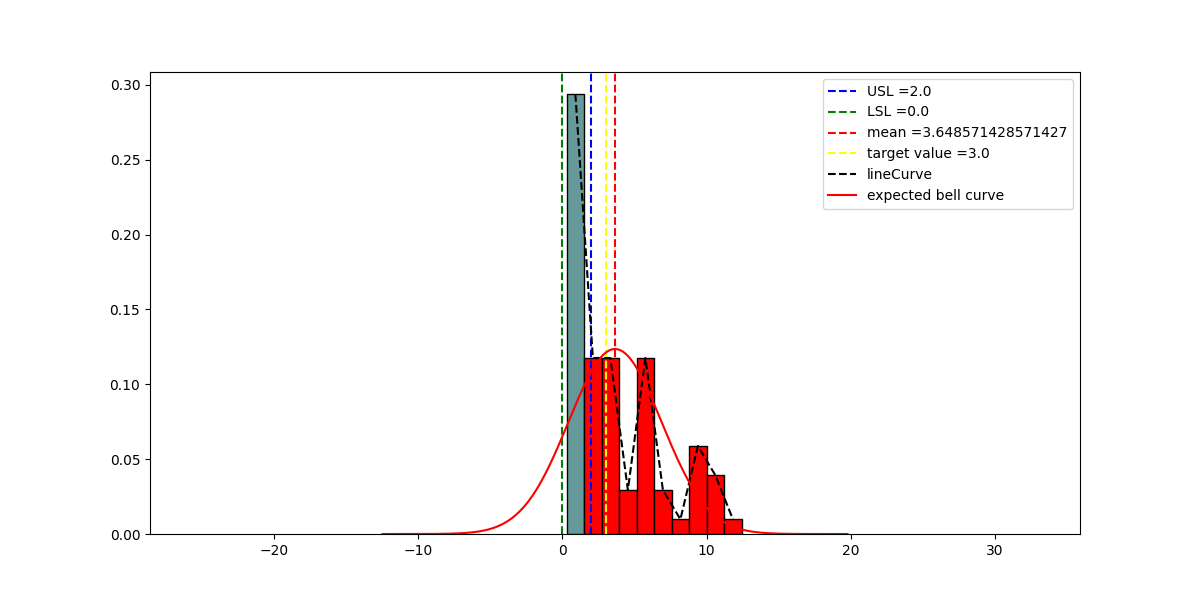 0.30
0.25
0.20
0.15
0.10
0.05
0.00
−20
−10
0
10
20
30
USL =2.0
LSL =0.0
mean =3.648571428571427
target value =3.0
lineCurve
expected bell curve